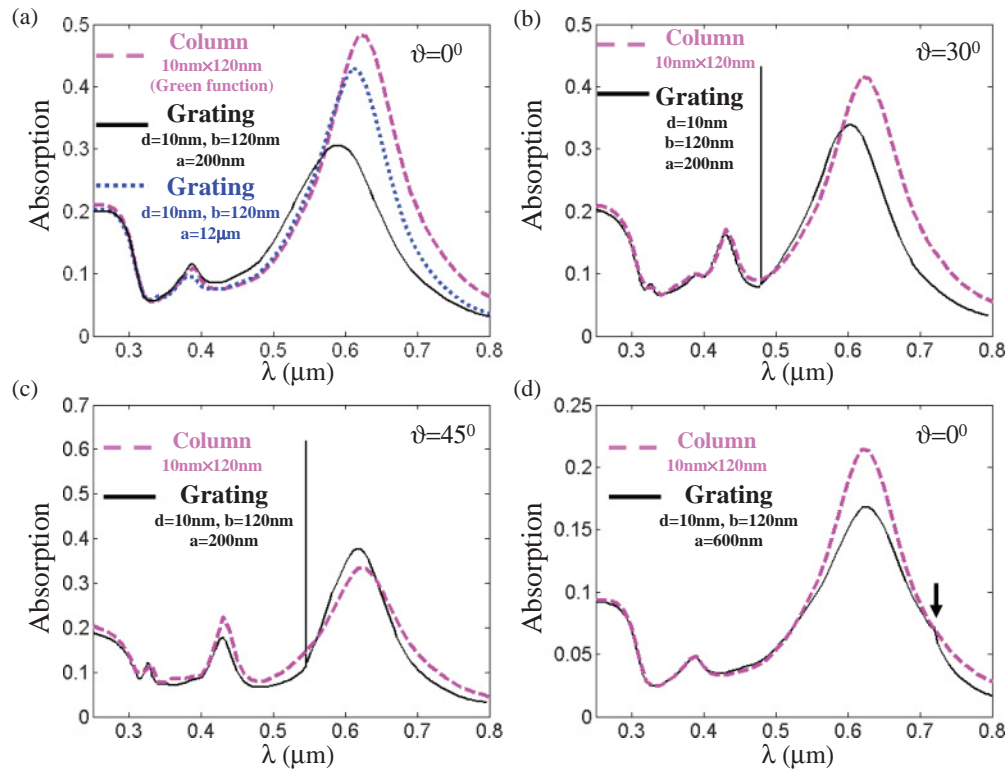 (a)
0.5
0.4
0.3
0.2
0.1
0
Absorption
Column
10nm×120nm
(Green function)
Grating
d=10nm, b=120nm
a=200nm
Grating
d=10nm, b=120nm
a=12μm
ϑ=0⁰
0.3 0.4 0.5 0.6 0.7 0.8
λ (μm)
(b)
0.5
0.4
0.3
0.2
0.1
0
Absorption
Column
10nm×120nm
Grating
d=10nm
b=120nm
a=200nm
ϑ=30⁰
0.3 0.4 0.5 0.6 0.7 0.8
λ (μm)
(c)
0.7
0.6
0.5
0.4
0.3
0.2
0.1
0
Absorption
Column
10nm×120nm
Grating
d=10nm, b=120nm
a=200nm
ϑ=45⁰
0.3 0.4 0.5 0.6 0.7 0.8
λ (μm)
(d)
0.25
0.2
0.15
0.1
0.05
0
Absorption
Column
10nm×120nm
Grating
d=10nm, b=120nm
a=600nm
ϑ=0⁰
0.3 0.4 0.5 0.6 0.7 0.8
λ (μm)